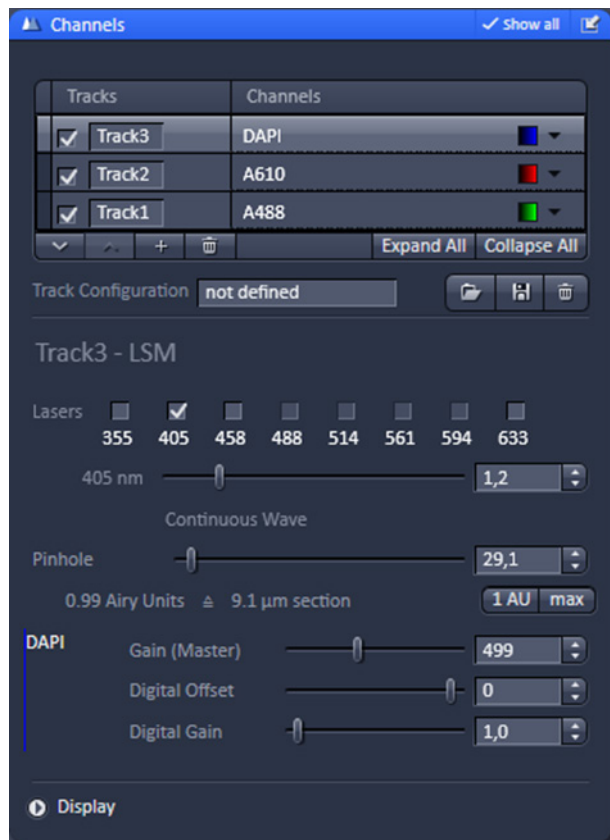 Channels Show all
Tracks Channels
Track3 DAPI
Track2 A610
Track1 A488
Expand All Collapse All
Track Configuration not defined
Track3 - LSM
Lasers
355 405 458 488 514 561 594 633
405 nm 1,2
Continuous Wave
Pinhole 29,1
0.99 Airy Units ≙ 9.1 µm section 1 AU max
DAPI
Gain (Master) 499
Digital Offset 0
Digital Gain 1,0
Display